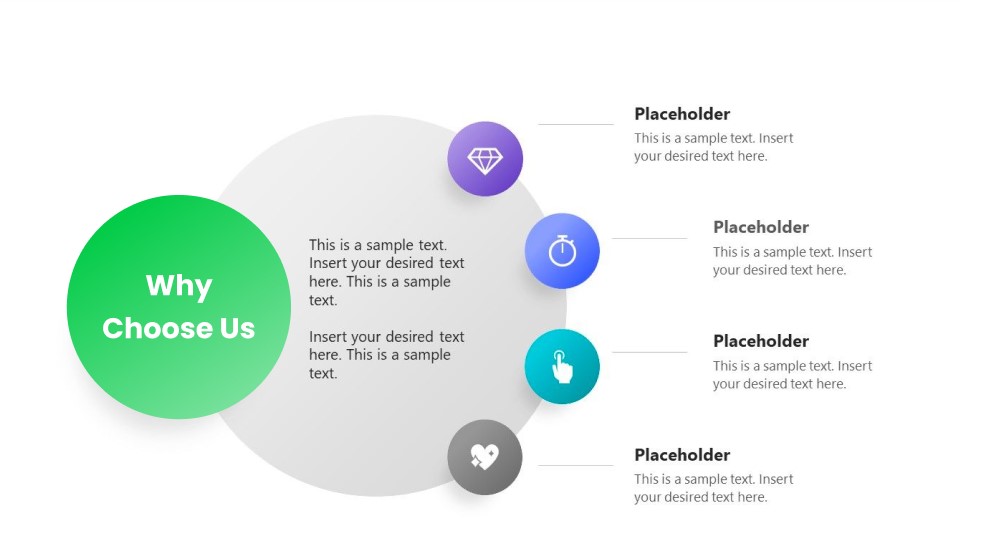 Why
Choose Us
This is a sample text.
Insert your desired text
here. This is a sample
text.
Insert your desired text
here. This is a sample
text.
Placeholder
This is a sample text. Insert
your desired text here.
Placeholder
This is a sample text. Insert
your desired text here.
Placeholder
This is a sample text. Insert
your desired text here.
Placeholder
This is a sample text. Insert
your desired text here.